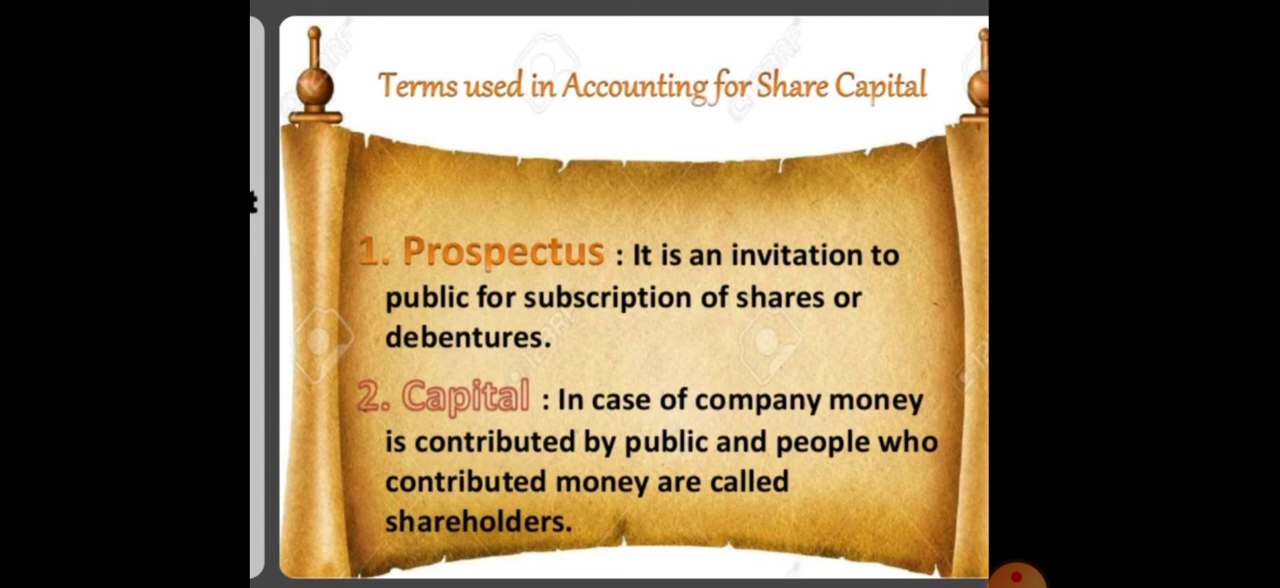 Terms used in Accounting for Share Capital
1. Prospectus : It is an invitation to
public for subscription of shares or
debentures.
2. Capital : In case of company money
is contributed by public and people who
contributed money are called
shareholders.